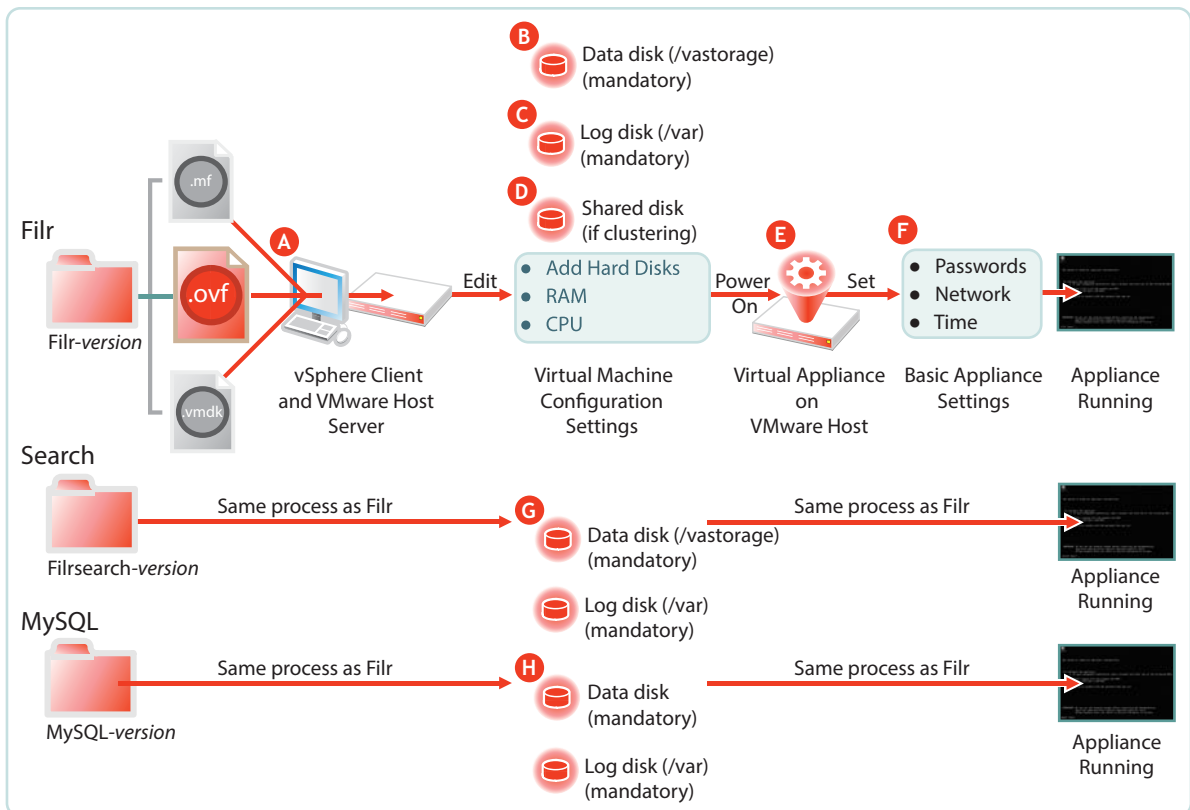 B
Data disk (/vastorage)
(mandatory)
C
Log disk (/var)
(mandatory)
D
Shared disk
(if clustering)
Filr
.mf
.ovf
.vmdk
Filr-version
A
vSphere Client
and VMware Host
Server
Edit
• Add Hard Disks
• RAM
• CPU
Virtual Machine
Configuration
Settings
Power
On
E
Virtual Appliance
on
VMware Host
Set
F
• Passwords
• Network
• Time
Basic Appliance
Settings
Appliance
Running
Search
Filrsearch-version
Same process as Filr
G
Data disk (/vastorage)
(mandatory)
Log disk (/var)
(mandatory)
Same process as Filr
Appliance
Running
MySQL
MySQL-version
Same process as Filr
H
Data disk
(mandatory)
Log disk (/var)
(mandatory)
Same process as Filr
Appliance
Running